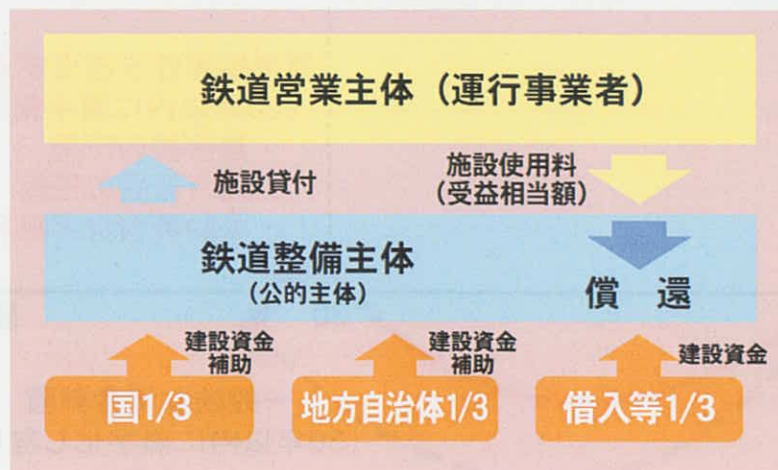 鉄道営業主体（運行事業者）
施設貸付
施設使用料
（受益相当額）
鉄道整備主体
（公的主体）
償　還
建設資金
補助
建設資金
補助
建設資金
国1/3
地方自治体1/3
借入等1/3